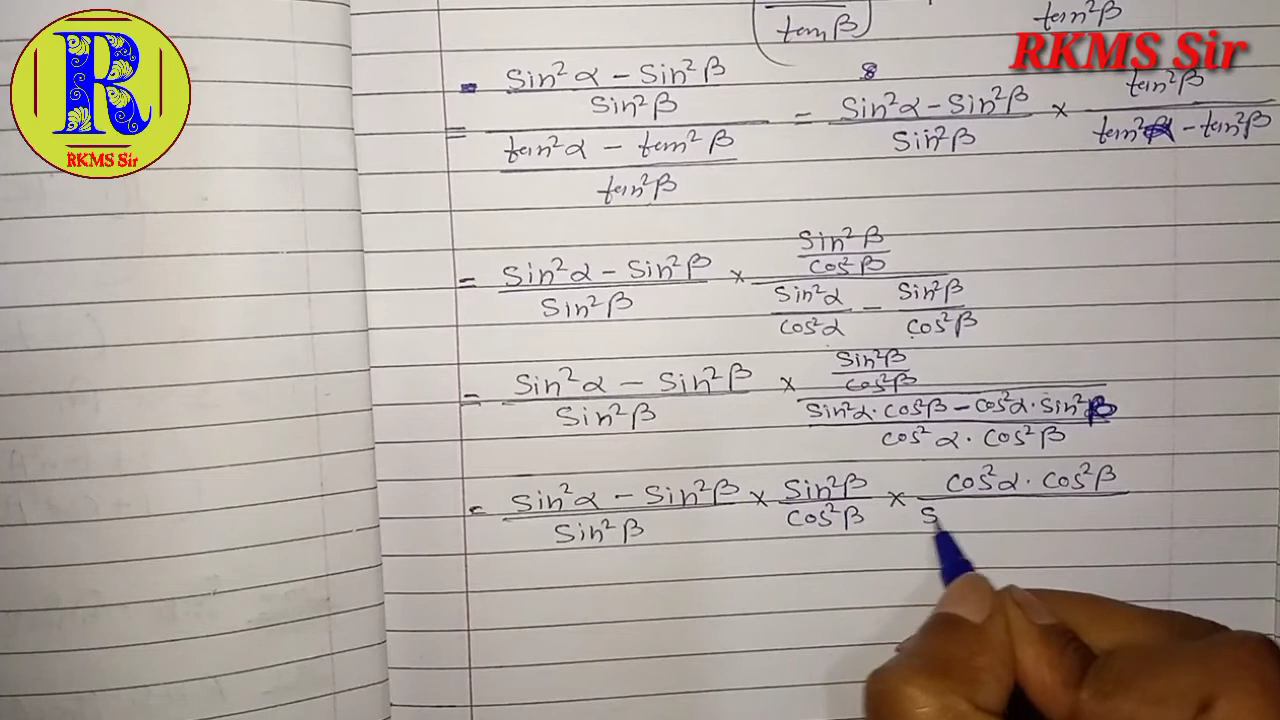 tan β
tan²β
RKMS Sir
R
RKMS Sir
= (Sin²α − Sin²β)/(Sin²β) / (tan²α − tan²β)/(tan²β) = (Sin²α − Sin²β)/(Sin²β) × (tan²β)/(tan²α − tan²β)
= (Sin²α − Sin²β)/(Sin²β) × (Sin²β/cos²β)/(Sin²α/cos²α − Sin²β/cos²β)
= (Sin²α − Sin²β)/(Sin²β) × (Sin²β/cos²β)/((Sin²α·cos²β − cos²α·Sin²β)/(cos²α·cos²β))
= (Sin²α − Sin²β)/(Sin²β) × (Sin²β)/(cos²β) × (cos²α·cos²β)/(S